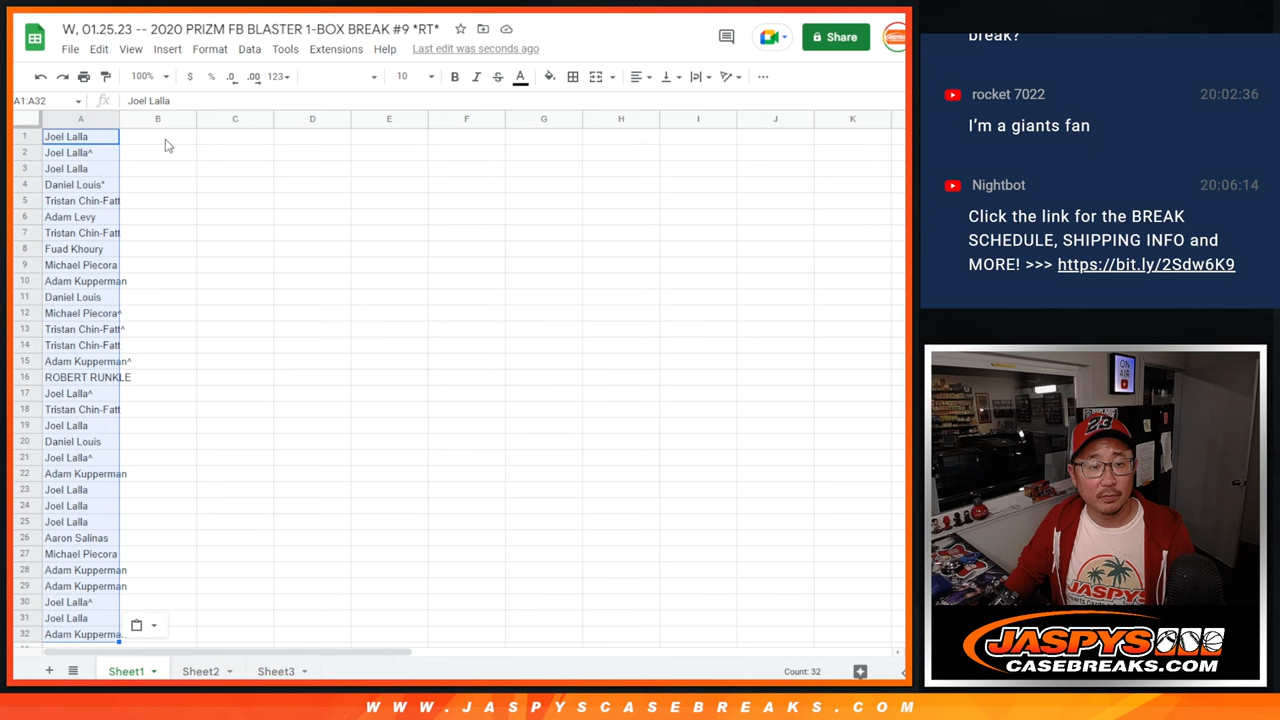 W, 01.25.23 -- 2020 PRIZM FB BLASTER 1-BOX BREAK #9 *RT*
File Edit View Insert Format Data Tools Extensions Help Last edit was seconds ago
Share
100% $ % .0 .00 123 10 B I S A
A1:A32 fx Joel Lalla
A B C D E F G H I J K
1 Joel Lalla
2 Joel Lalla^
3 Joel Lalla
4 Daniel Louis*
5 Tristan Chin-Fatt
6 Adam Levy
7 Tristan Chin-Fatt
8 Fuad Khoury
9 Michael Piecora
10 Adam Kupperman
11 Daniel Louis
12 Michael Piecora^
13 Tristan Chin-Fatt^
14 Tristan Chin-Fatt
15 Adam Kupperman^
16 ROBERT RUNKLE
17 Joel Lalla^
18 Tristan Chin-Fatt
19 Joel Lalla
20 Daniel Louis
21 Joel Lalla^
22 Adam Kupperman
23 Joel Lalla
24 Joel Lalla
25 Joel Lalla
26 Aaron Salinas
27 Michael Piecora
28 Adam Kupperman
29 Adam Kupperman
30 Joel Lalla^
31 Joel Lalla
32 Adam Kupperma
Sheet1 Sheet2 Sheet3 Count: 32
break?
rocket 7022 20:02:36
I'm a giants fan
Nightbot 20:06:14
Click the link for the BREAK
SCHEDULE, SHIPPING INFO and
MORE! >>> https://bit.ly/2Sdw6K9
ON
AIR
23
JASPYS
JASPYS
CASEBREAKS.COM
WWW.JASPYSCASEBREAKS.COM